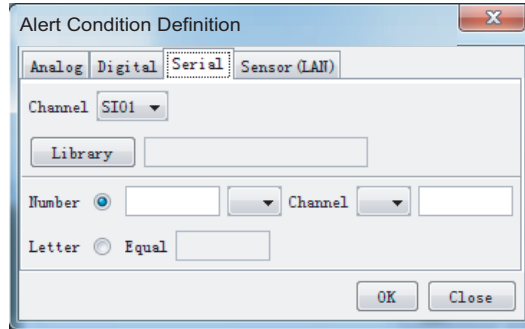 Alert Condition Definition
Analog Digital Serial Sensor(LAN)
Channel SI01
Library
Number Channel
Letter Equal
OK Close